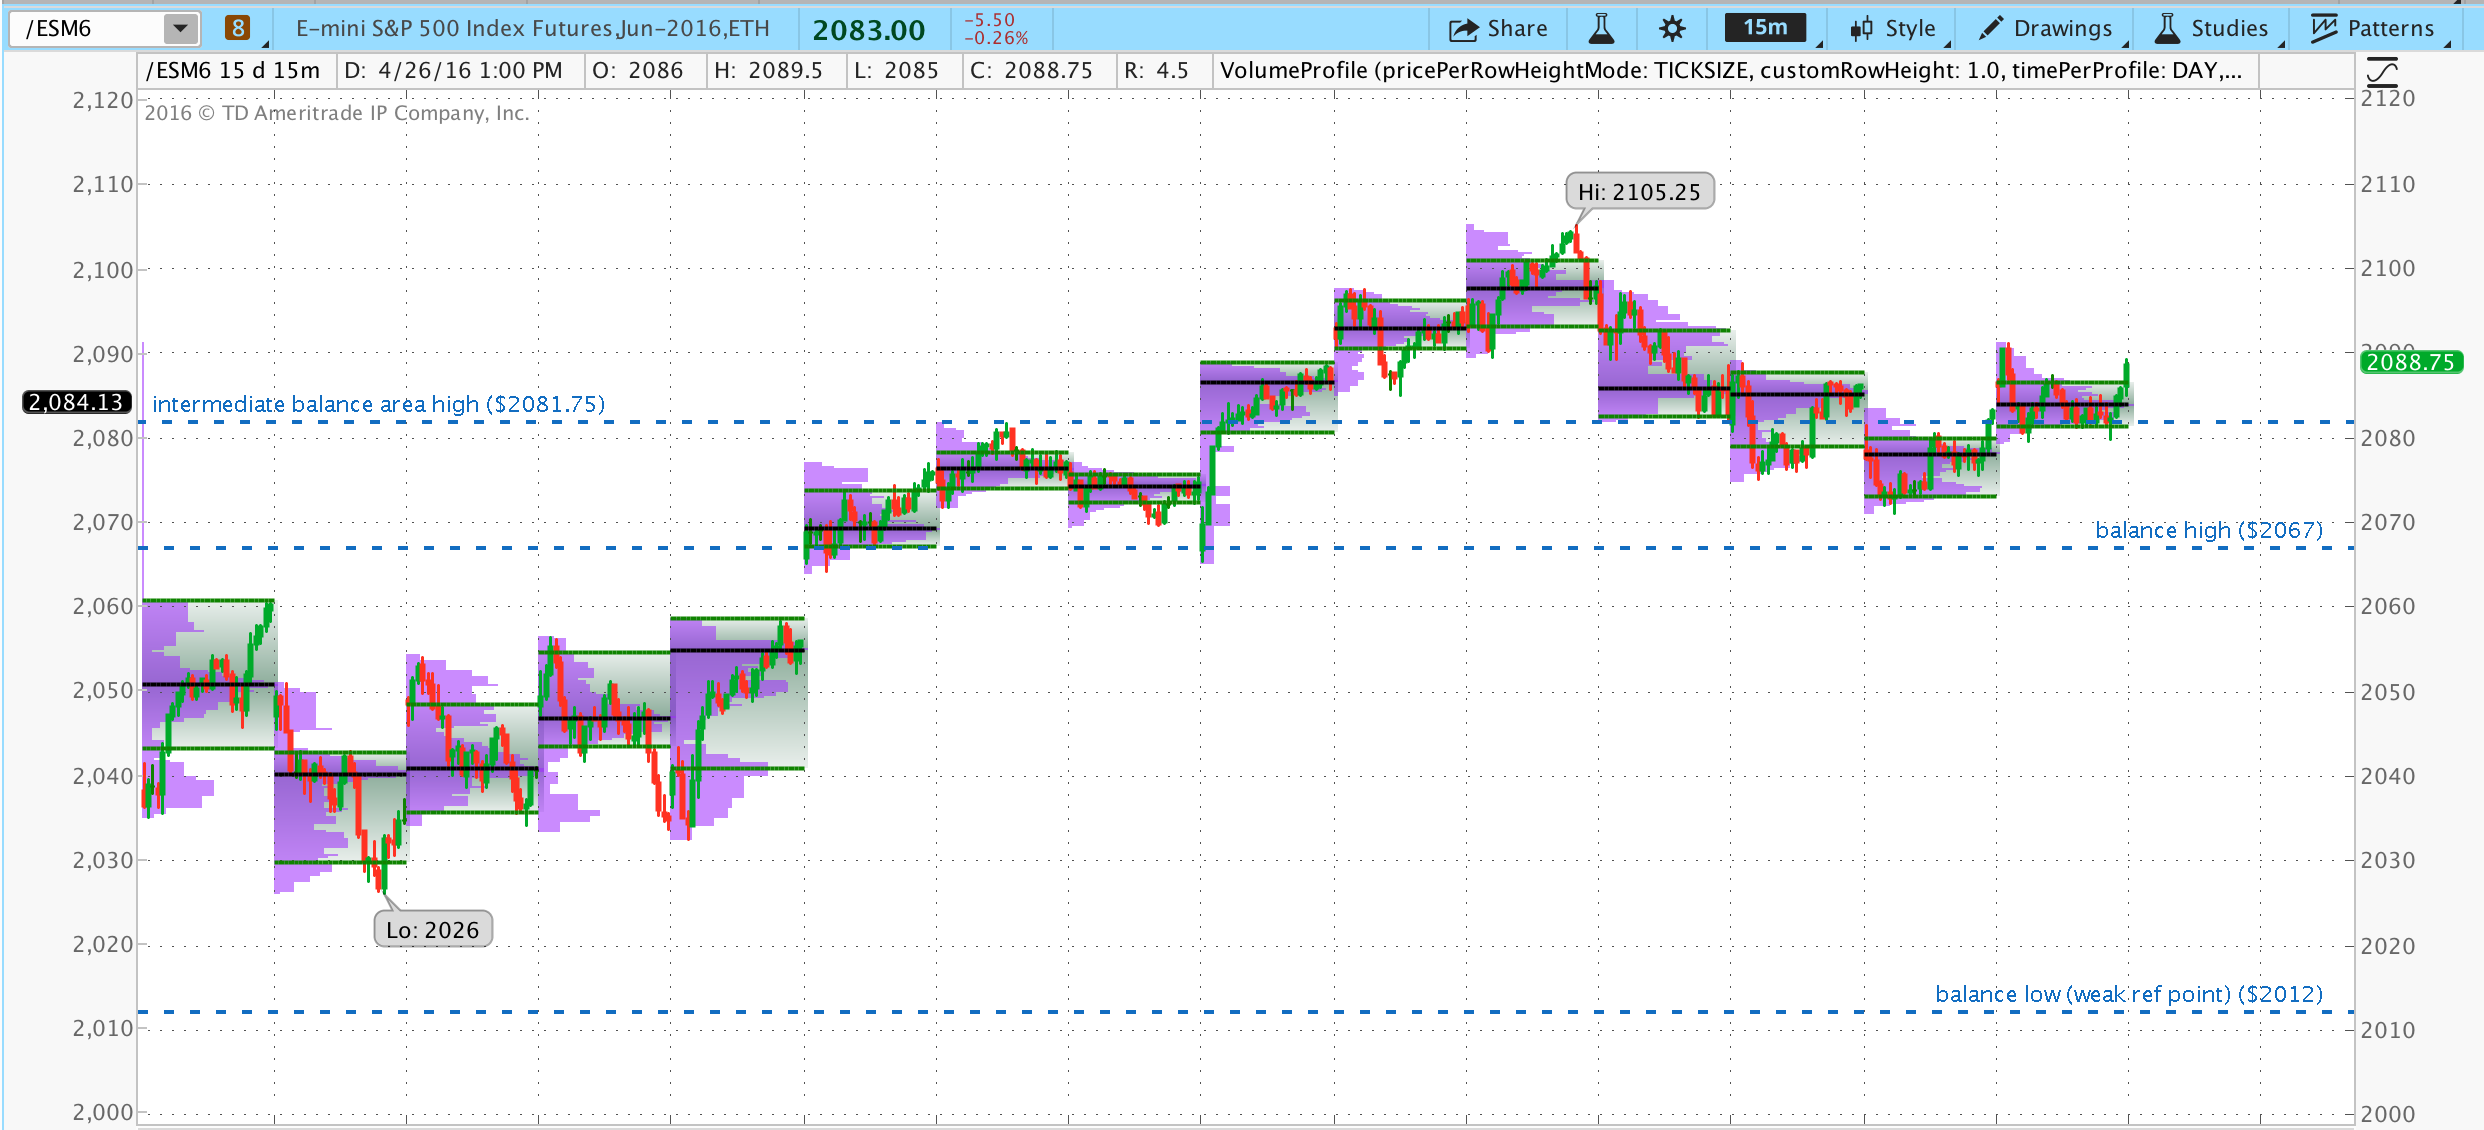 /ESM6 8 E-mini S&P 500 Index Futures,Jun-2016,ETH 2083.00 -5.50 -0.26% Share 15m Style Drawings Studies Patterns
/ESM6 15 d 15m D: 4/26/16 1:00 PM O: 2086 H: 2089.5 L: 2085 C: 2088.75 R: 4.5 VolumeProfile (pricePerRowHeightMode: TICKSIZE, customRowHeight: 1.0, timePerProfile: DAY,...
2,120 2120
2016 © TD Ameritrade IP Company, Inc.
2,110 Hi: 2105.25 2110
2,100 2100
2,090
2088.75
2,084.13 intermediate balance area high ($2081.75)
2,080 2080
2,070 2070
balance high ($2067)
2,060 2060
2,050 2050
2,040 2040
2,030 2030
Lo: 2026
2,020 2020
balance low (weak ref point) ($2012)
2,010 2010
2,000 2000